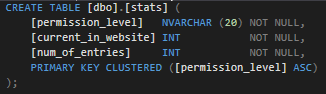 CREATE TABLE [dbo].[stats] (
    [permission_level]   NVARCHAR (20) NOT NULL,
    [current_in_website] INT           NOT NULL,
    [num_of_entries]     INT           NOT NULL,
    PRIMARY KEY CLUSTERED ([permission_level] ASC)
);